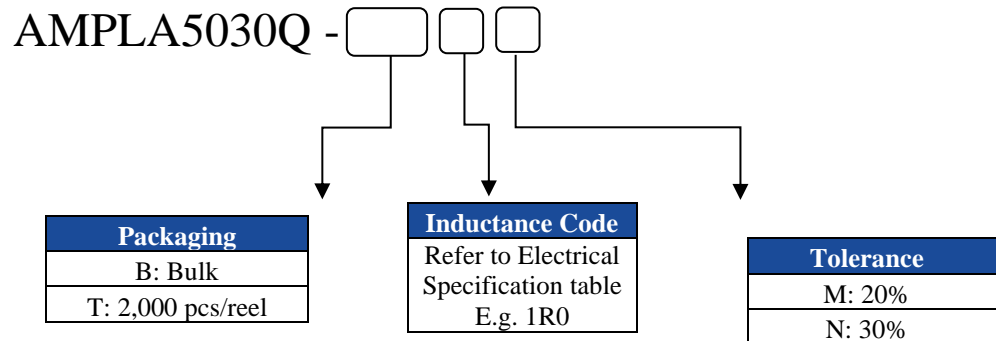 AMPLA5030Q -
Packaging
B: Bulk
T: 2,000 pcs/reel
Inductance Code
Refer to Electrical
Specification table
E.g. 1R0
Tolerance
M: 20%
N: 30%